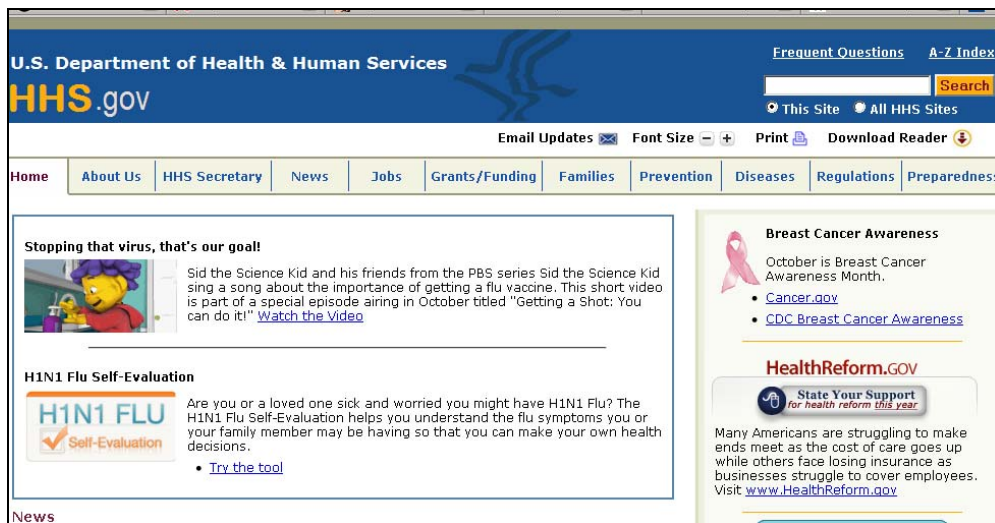 Frequent Questions A-Z Index
U.S. Department of Health & Human Services
HHS.gov
Search
This Site All HHS Sites
Email Updates Font Size Print Download Reader
Home About Us HHS Secretary News Jobs Grants/Funding Families Prevention Diseases Regulations
Stopping that virus, that's our goal!
Sid the Science Kid and his friends from the PBS series Sid the Science Kid
sing a song about the importance of getting a flu vaccine. This short video
is part of a special episode airing in October titled "Getting a Shot: You
can do it!" Watch the Video
H1N1 Flu Self-Evaluation
H1N1 FLU
Self-Evaluation
Are you or a loved one sick and worried you might have H1N1 Flu? The
H1N1 Flu Self-Evaluation helps you understand the flu symptoms you or
your family member may be having so that you can make your own health
decisions.
• Try the tool
News
Breast Cancer Awareness
October is Breast Cancer
Awareness Month.
• Cancer.gov
• CDC Breast Cancer Awareness
HealthReform.GOV
State Your Support
for health reform this year
Many Americans are struggling to make
ends meet as the cost of care goes up
while others face losing insurance as
businesses struggle to cover employees.
Visit www.HealthReform.gov